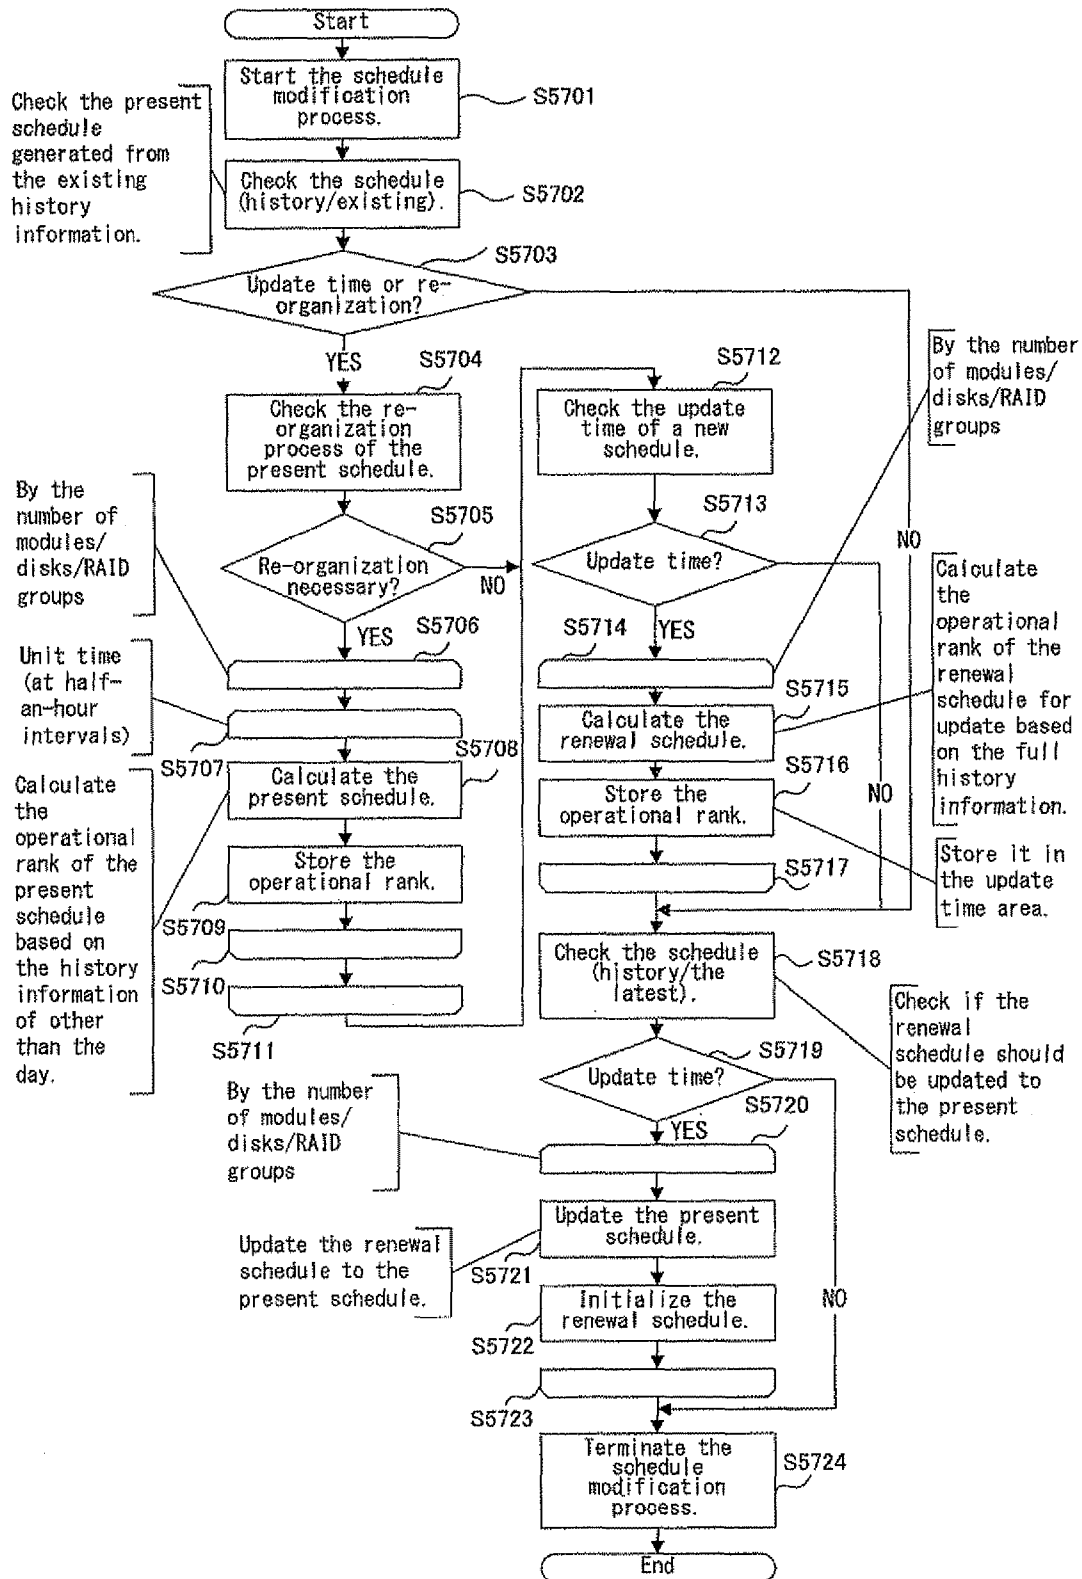 Start
Start the schedule
modification
process.
S5701
Check the present
schedule
generated from
the existing
history
information.
Check the schedule
(history/existing).
S5702
S5703
Update time or re-
organization?
YES
NO
S5704
Check the re-
organization
process of the
present schedule.
S5705
Re-organization
necessary?
NO
YES
By the
number of
modules/
disks/RAID
groups
S5706
Unit time
(at half-
an-hour
intervals)
S5707
S5708
Calculate the
present schedule.
Calculate
the
operational
rank of the
present
schedule
based on
the history
information
of other
than the
day.
Store the
operational rank.
S5709
S5710
S5711
S5712
Check the update
time of a new
schedule.
S5713
Update time?
YES
NO
By the number
of modules/
disks/RAID
groups
S5714
S5715
Calculate the
renewal schedule.
Calculate
the
operational
rank of the
renewal
schedule for
update based
on the full
history
information.
S5716
Store the
operational rank.
Store it in
the update
time area.
S5717
Check the schedule
(history/the
latest).
S5718
Check if the
renewal
schedule should
be updated to
the present
schedule.
S5719
Update time?
YES
NO
By the number
of modules/
disks/RAID
groups
S5720
Update the present
schedule.
S5721
Update the renewal
schedule to the
present schedule.
Initialize the
renewal schedule.
S5722
S5723
Terminate the
schedule
modification
process.
S5724
End